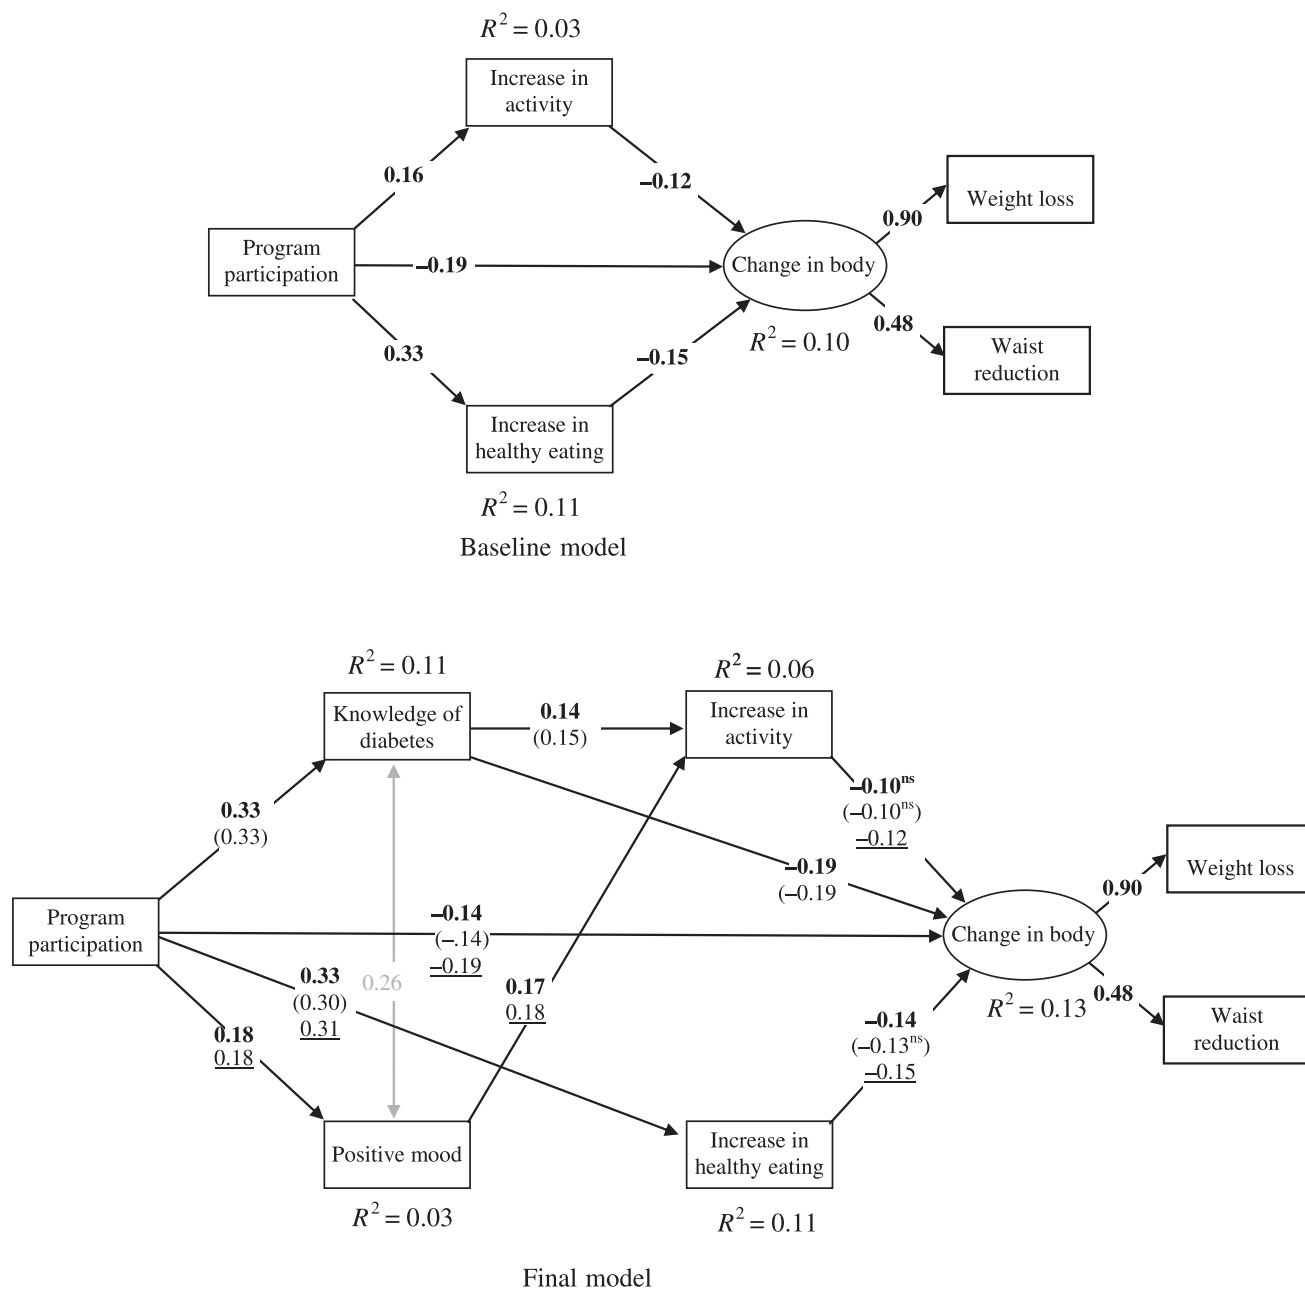 R² = 0.03
Increase in
activity
0.16
–0.12
Weight loss
0.90
Program
participation
–0.19
Change in body
0.48
R² = 0.10
Waist
reduction
0.33
–0.15
Increase in
healthy eating
R² = 0.11
Baseline model
R² = 0.11
R² = 0.06
Knowledge of
diabetes
0.14
(0.15)
Increase in
activity
0.33
(0.33)
–0.10ⁿˢ
(–0.10ⁿˢ)
–0.12
–0.19
(–0.19
Weight loss
0.90
Program
participation
–0.14
(–.14)
–0.19
Change in body
0.33
(0.30)
0.31
0.26
0.17
0.18
R² = 0.13
0.48
Waist
reduction
0.18
0.18
–0.14
(–0.13ⁿˢ)
–0.15
Positive mood
Increase in
healthy eating
R² = 0.03
R² = 0.11
Final model